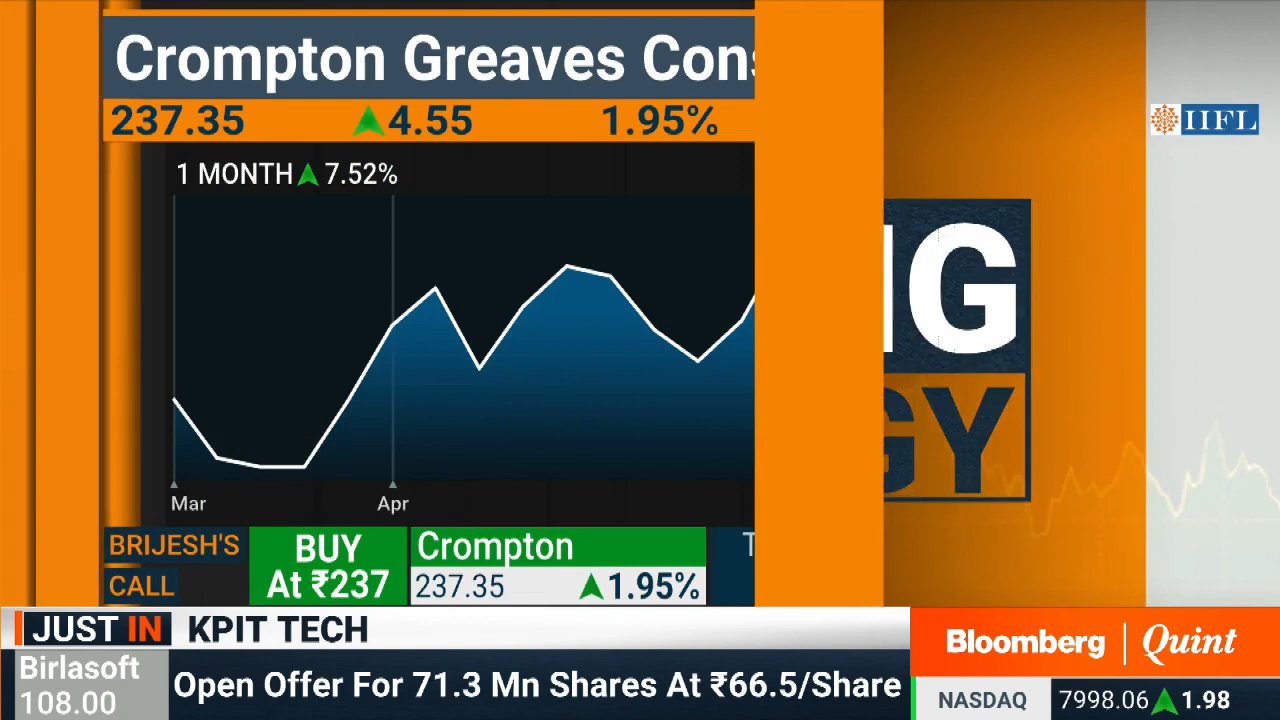 Crompton Greaves Cons
237.35 4.55 1.95%
1 MONTH 7.52%
Mar Apr
IIFL
NG
GY
BRIJESH'S
CALL
BUY
At ₹237
Crompton
237.35 1.95%
T
JUST IN KPIT TECH
Birlasoft
108.00
Open Offer For 71.3 Mn Shares At ₹66.5/Share
Bloomberg | Quint
NASDAQ 7998.06 1.98